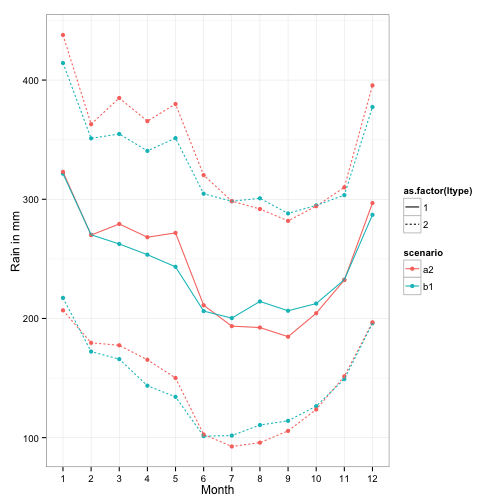 400
300
200
100
Rain in mm
1 2 3 4 5 6 7 8 9 10 11 12
Month
as.factor(ltype)
1
2
scenario
a2
b1